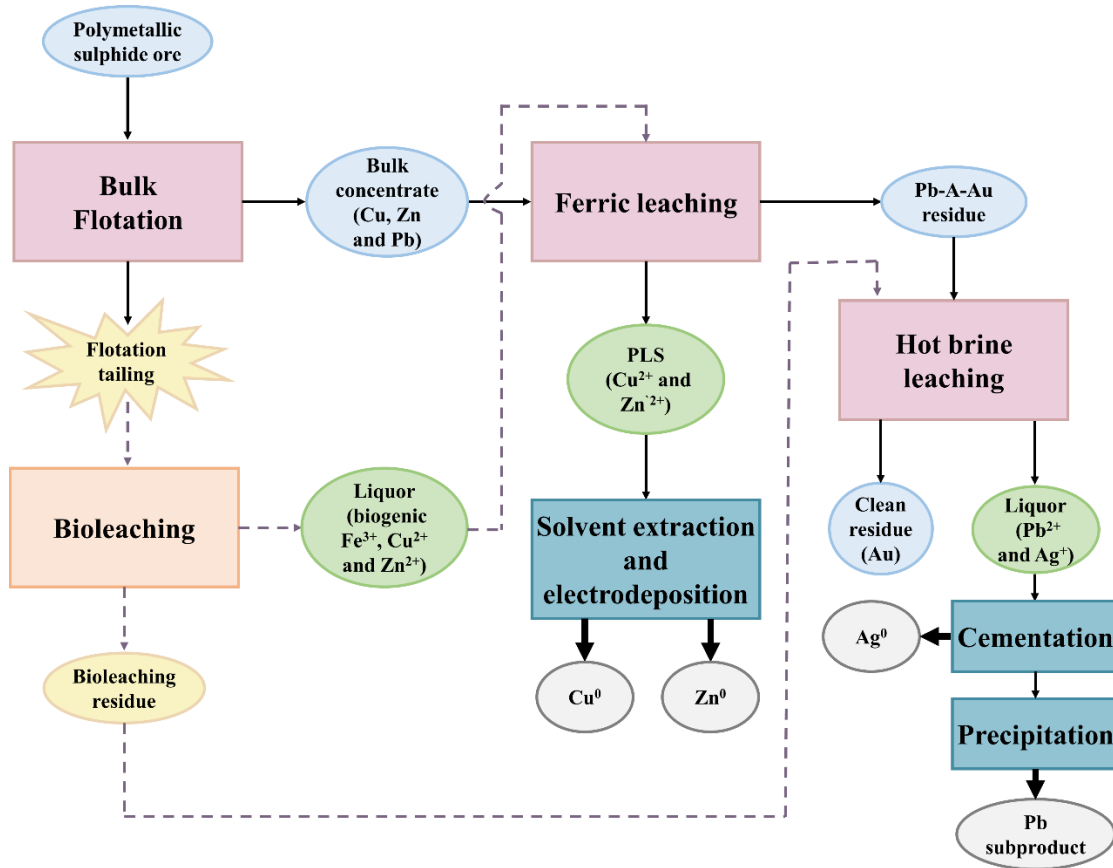 Polymetallic
sulphide ore
Bulk
Flotation
Bulk
concentrate
(Cu, Zn
and Pb)
Ferric leaching
Pb-A-Au
residue
Flotation
tailing
PLS
(Cu²⁺ and
Zn`²⁺)
Hot brine
leaching
Bioleaching
Liquor
(biogenic
Fe³⁺, Cu²⁺
and Zn²⁺)
Solvent extraction
and
electrodeposition
Clean
residue
(Au)
Liquor
(Pb²⁺
and Ag⁺)
Bioleaching
residue
Cu⁰
Zn⁰
Ag⁰
Cementation
Precipitation
Pb
subproduct